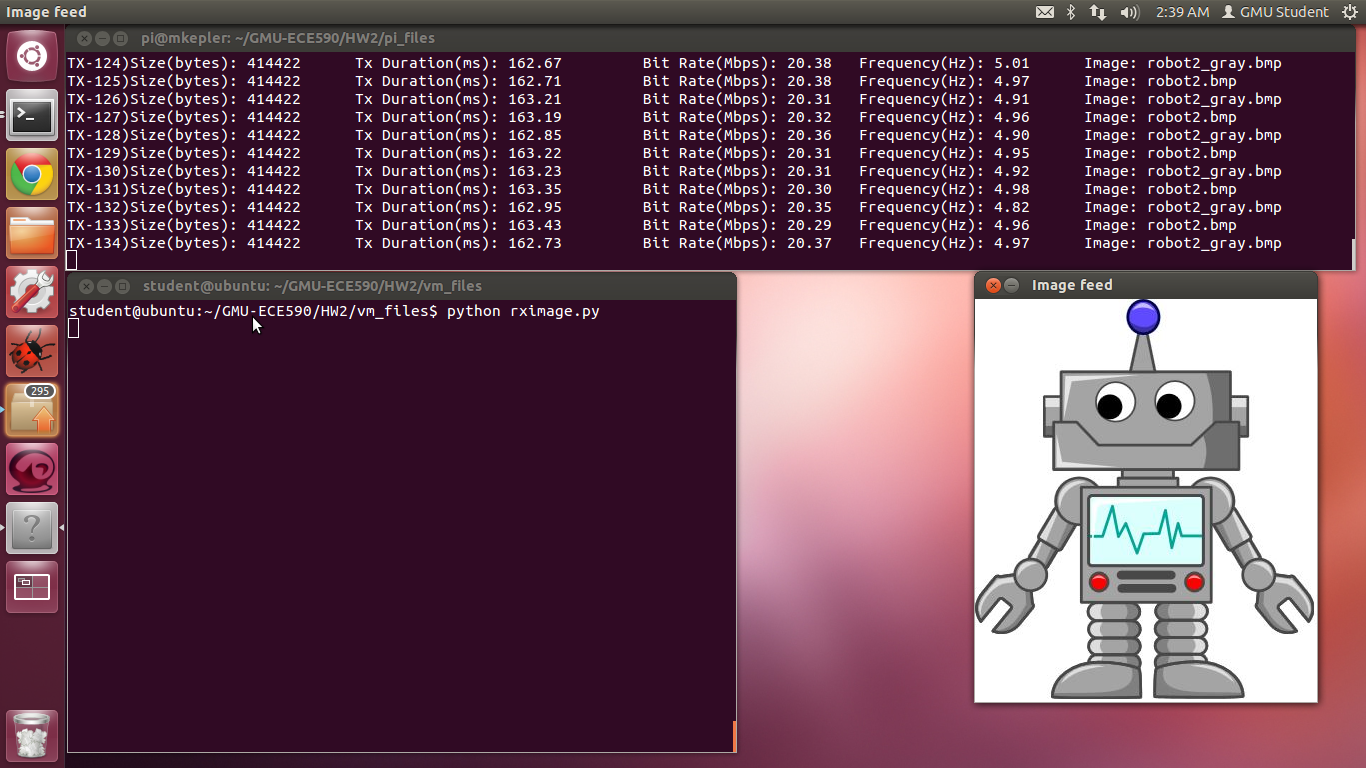 Image feed
2:39 AM GMU Student
pi@mkepler: ~/GMU-ECE590/HW2/pi_files
TX-124)Size(bytes): 414422 Tx Duration(ms): 162.67 Bit Rate(Mbps): 20.38 Frequency(Hz): 5.01 Image: robot2_gray.bmp
TX-125)Size(bytes): 414422 Tx Duration(ms): 162.71 Bit Rate(Mbps): 20.38 Frequency(Hz): 4.97 Image: robot2.bmp
TX-126)Size(bytes): 414422 Tx Duration(ms): 163.21 Bit Rate(Mbps): 20.31 Frequency(Hz): 4.91 Image: robot2_gray.bmp
TX-127)Size(bytes): 414422 Tx Duration(ms): 163.19 Bit Rate(Mbps): 20.32 Frequency(Hz): 4.96 Image: robot2.bmp
TX-128)Size(bytes): 414422 Tx Duration(ms): 162.85 Bit Rate(Mbps): 20.36 Frequency(Hz): 4.90 Image: robot2_gray.bmp
TX-129)Size(bytes): 414422 Tx Duration(ms): 163.22 Bit Rate(Mbps): 20.31 Frequency(Hz): 4.95 Image: robot2.bmp
TX-130)Size(bytes): 414422 Tx Duration(ms): 163.23 Bit Rate(Mbps): 20.31 Frequency(Hz): 4.92 Image: robot2_gray.bmp
TX-131)Size(bytes): 414422 Tx Duration(ms): 163.35 Bit Rate(Mbps): 20.30 Frequency(Hz): 4.98 Image: robot2.bmp
TX-132)Size(bytes): 414422 Tx Duration(ms): 162.95 Bit Rate(Mbps): 20.35 Frequency(Hz): 4.82 Image: robot2_gray.bmp
TX-133)Size(bytes): 414422 Tx Duration(ms): 163.43 Bit Rate(Mbps): 20.29 Frequency(Hz): 4.96 Image: robot2.bmp
TX-134)Size(bytes): 414422 Tx Duration(ms): 162.73 Bit Rate(Mbps): 20.37 Frequency(Hz): 4.97 Image: robot2_gray.bmp
student@ubuntu: ~/GMU-ECE590/HW2/vm_files
student@ubuntu:~/GMU-ECE590/HW2/vm_files$ python rximage.py
Image feed
295